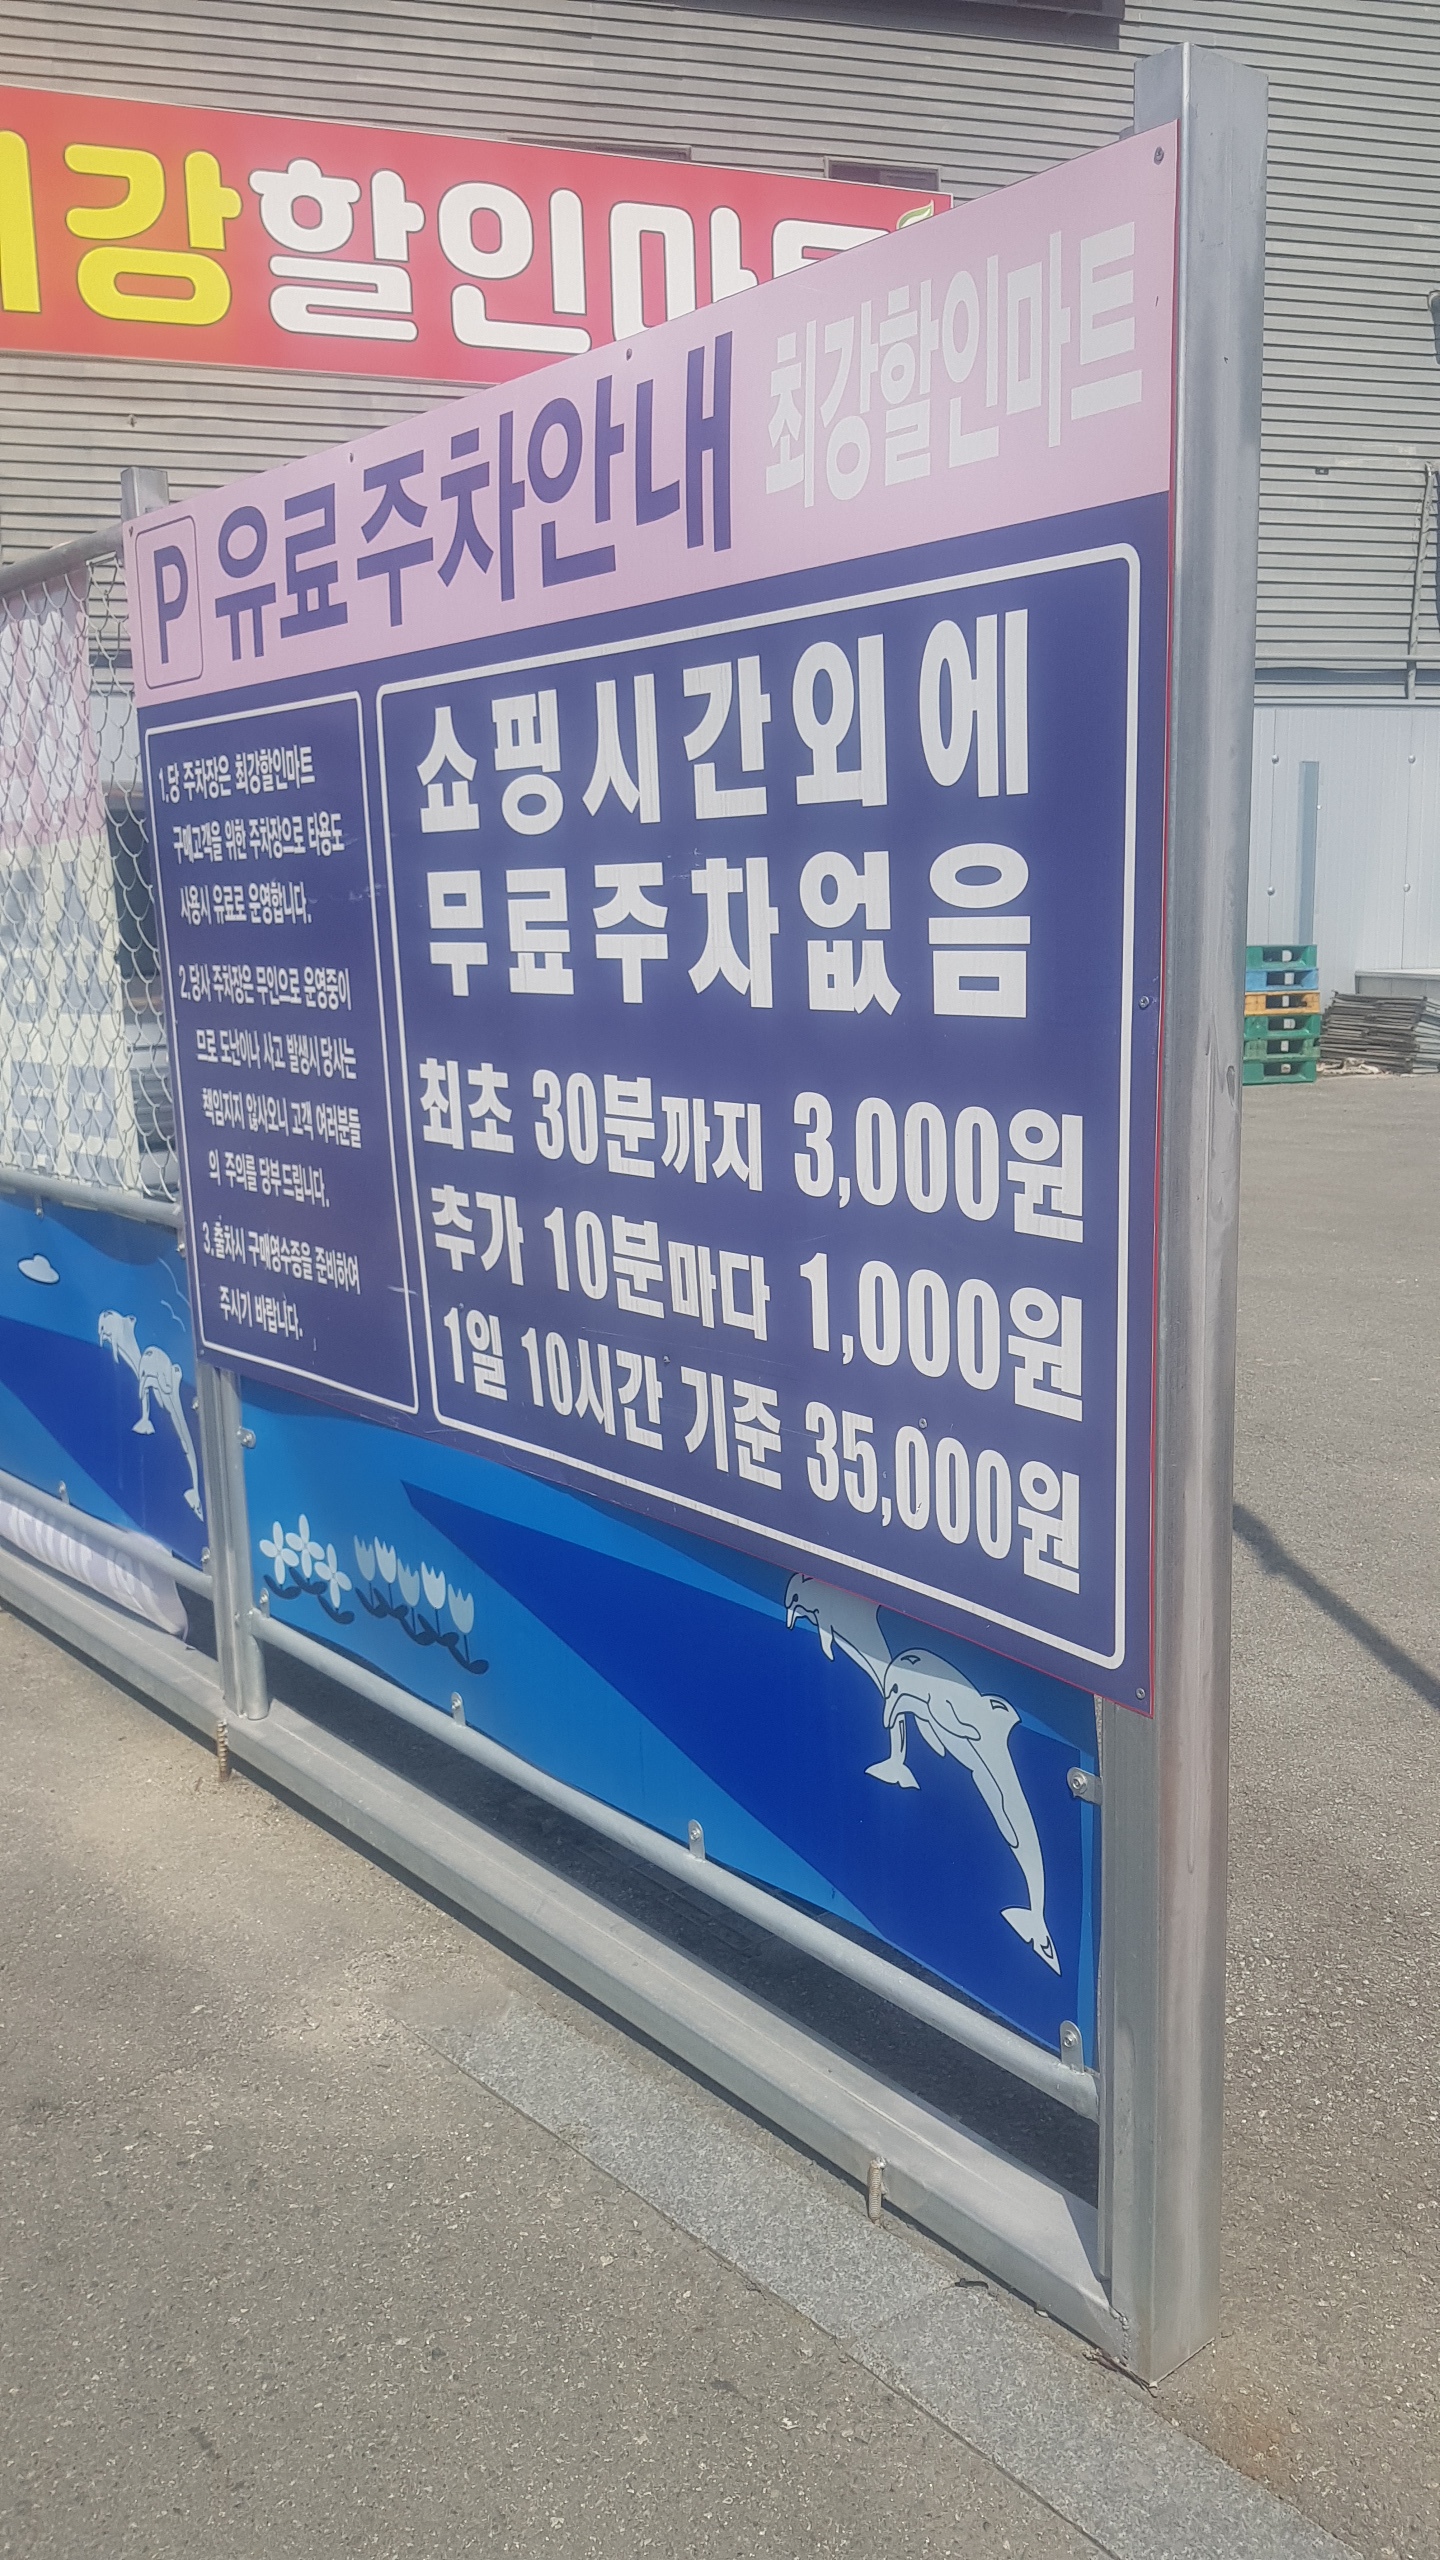 강할인마트
P 유료주차안내 최강할인마트
1.당 주차장은 최강할인마트
구매고객을 위한 주차장으로 타용도
사용시 유료로 운영합니다.
2.당사 주차장은 무인으로 운영중이
므로 도난이나 사고 발생시 당사는
책임지지 않사오니 고객 여러분들
의 주의를 당부드립니다.
3.출차시 구매영수증을 준비하여
주시기 바랍니다.
쇼핑시간외에
무료주차없음
최초 30분까지 3,000원
추가 10분마다 1,000원
1일 10시간 기준 35,000원